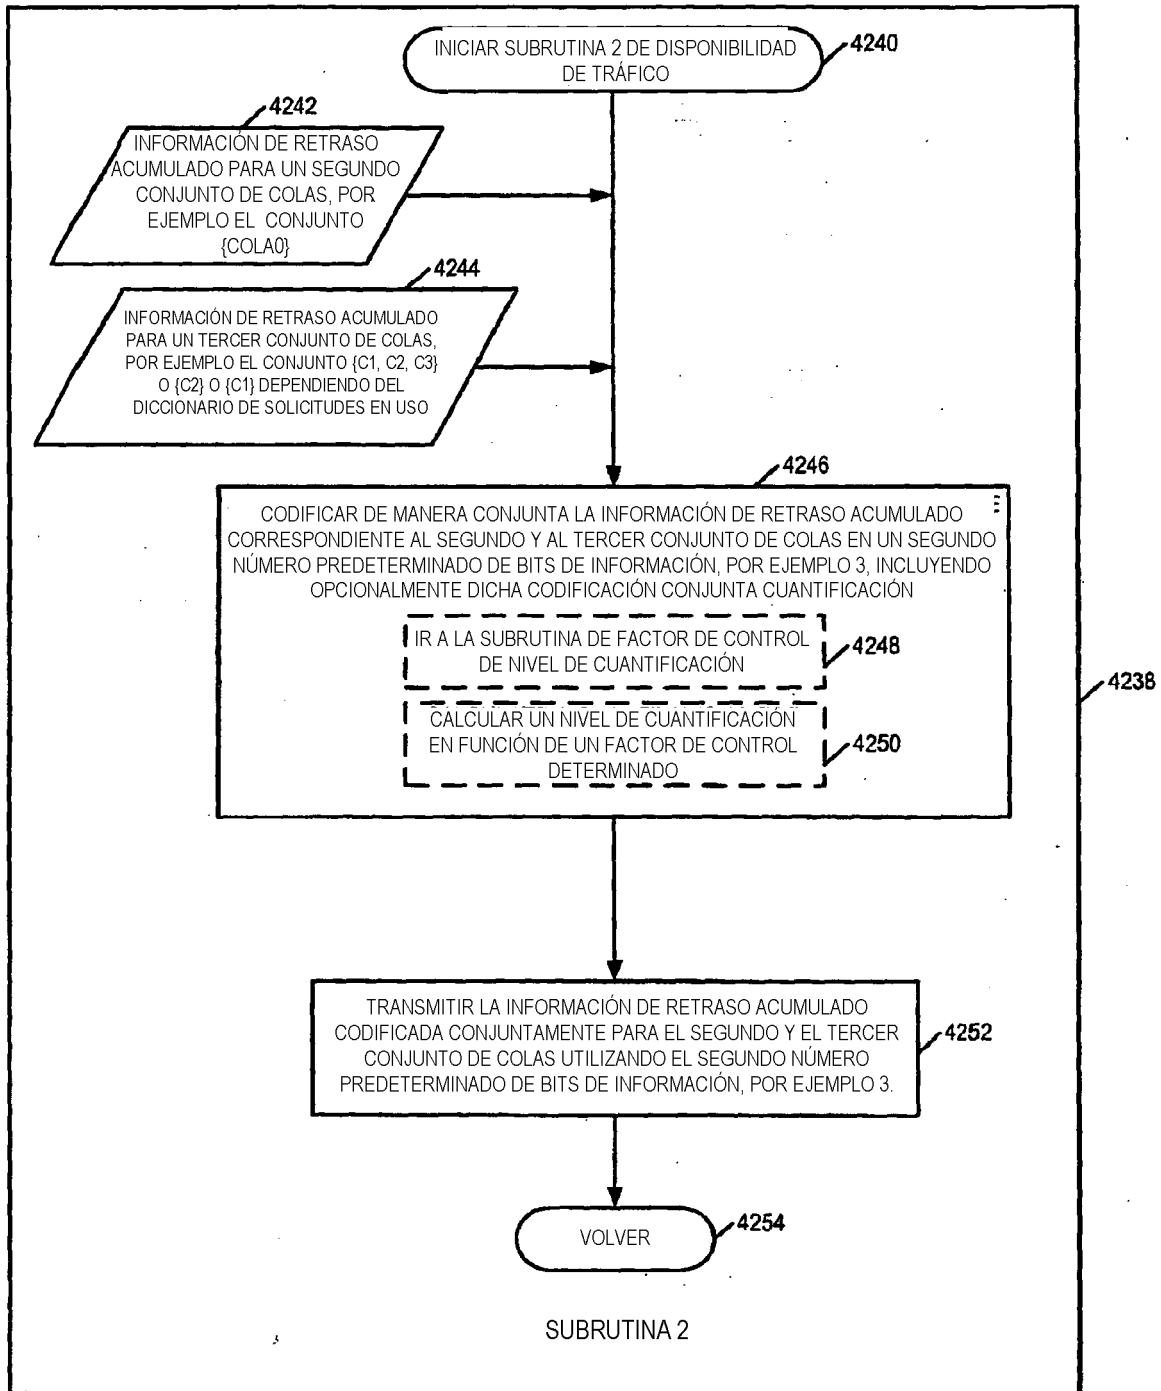 INICIAR SUBRUTINA 2 DE DISPONIBILIDAD
DE TRÁFICO
4240
4242
INFORMACIÓN DE RETRASO
ACUMULADO PARA UN SEGUNDO
CONJUNTO DE COLAS, POR
EJEMPLO EL CONJUNTO
{COLA0}
4244
INFORMACIÓN DE RETRASO ACUMULADO
PARA UN TERCER CONJUNTO DE COLAS,
POR EJEMPLO EL CONJUNTO {C1, C2, C3}
O {C2} O {C1} DEPENDIENDO DEL
DICCIONARIO DE SOLICITUDES EN USO
4246
CODIFICAR DE MANERA CONJUNTA LA INFORMACIÓN DE RETRASO ACUMULADO
CORRESPONDIENTE AL SEGUNDO Y AL TERCER CONJUNTO DE COLAS EN UN SEGUNDO
NÚMERO PREDETERMINADO DE BITS DE INFORMACIÓN, POR EJEMPLO 3, INCLUYENDO
OPCIONALMENTE DICHA CODIFICACIÓN CONJUNTA CUANTIFICACIÓN
IR A LA SUBRUTINA DE FACTOR DE CONTROL
DE NIVEL DE CUANTIFICACIÓN
4248
4238
CALCULAR UN NIVEL DE CUANTIFICACIÓN
EN FUNCIÓN DE UN FACTOR DE CONTROL
DETERMINADO
4250
TRANSMITIR LA INFORMACIÓN DE RETRASO ACUMULADO
CODIFICADA CONJUNTAMENTE PARA EL SEGUNDO Y EL TERCER
CONJUNTO DE COLAS UTILIZANDO EL SEGUNDO NÚMERO
PREDETERMINADO DE BITS DE INFORMACIÓN, POR EJEMPLO 3.
4252
VOLVER
4254
SUBRUTINA 2